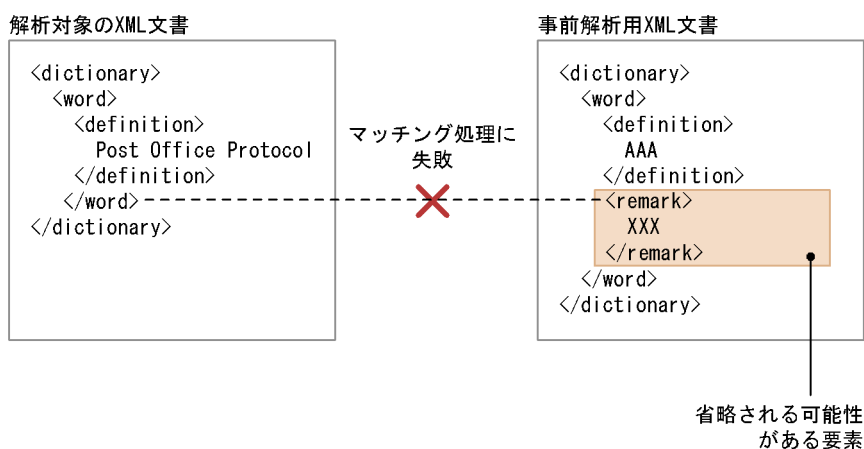 解析対象のXML文書
<dictionary>
<word>
<definition>
Post Office Protocol
</definition>
</word>
</dictionary>
マッチング処理に
失敗
事前解析用XML文書
<dictionary>
<word>
<definition>
AAA
</definition>
<remark>
XXX
</remark>
</word>
</dictionary>
省略される可能性
がある要素